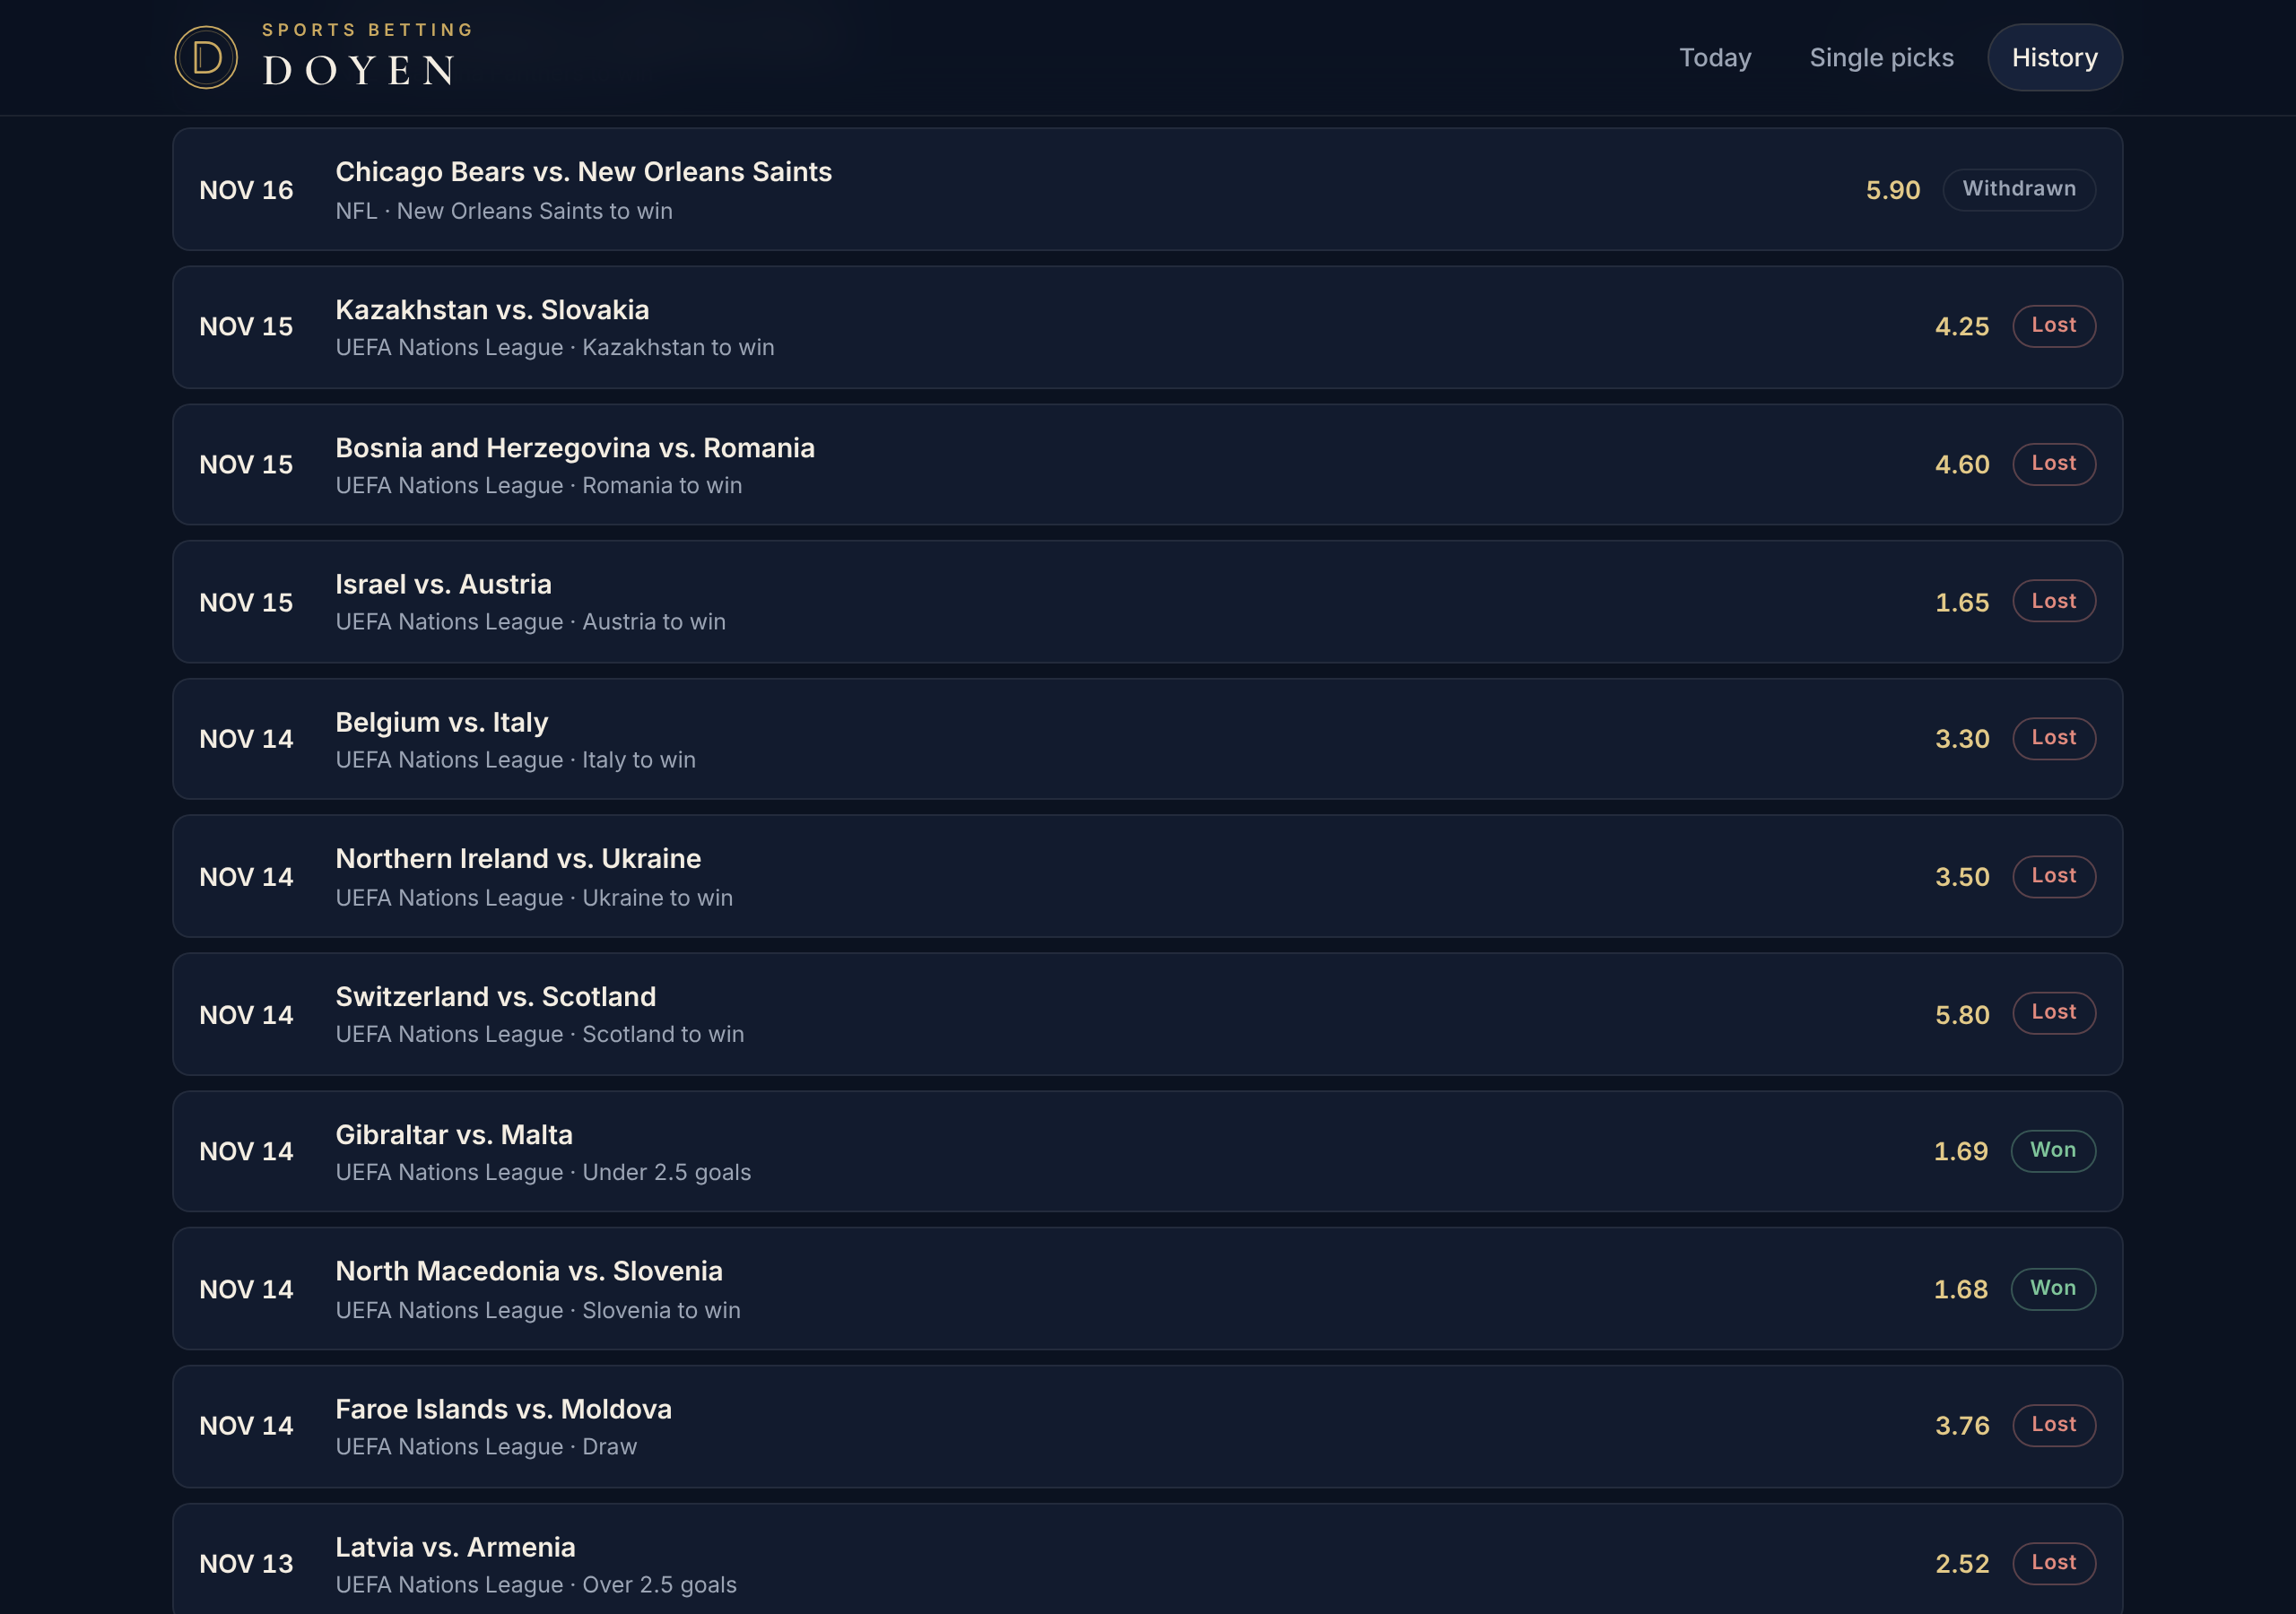 SPORTS BETTING
DOYEN
Today
Single picks
History
NOV 16
Chicago Bears vs. New Orleans Saints
NFL · New Orleans Saints to win
5.90
Withdrawn
NOV 15
Kazakhstan vs. Slovakia
UEFA Nations League · Kazakhstan to win
4.25
Lost
NOV 15
Bosnia and Herzegovina vs. Romania
UEFA Nations League · Romania to win
4.60
Lost
NOV 15
Israel vs. Austria
UEFA Nations League · Austria to win
1.65
Lost
NOV 14
Belgium vs. Italy
UEFA Nations League · Italy to win
3.30
Lost
NOV 14
Northern Ireland vs. Ukraine
UEFA Nations League · Ukraine to win
3.50
Lost
NOV 14
Switzerland vs. Scotland
UEFA Nations League · Scotland to win
5.80
Lost
NOV 14
Gibraltar vs. Malta
UEFA Nations League · Under 2.5 goals
1.69
Won
NOV 14
North Macedonia vs. Slovenia
UEFA Nations League · Slovenia to win
1.68
Won
NOV 14
Faroe Islands vs. Moldova
UEFA Nations League · Draw
3.76
Lost
NOV 13
Latvia vs. Armenia
UEFA Nations League · Over 2.5 goals
2.52
Lost